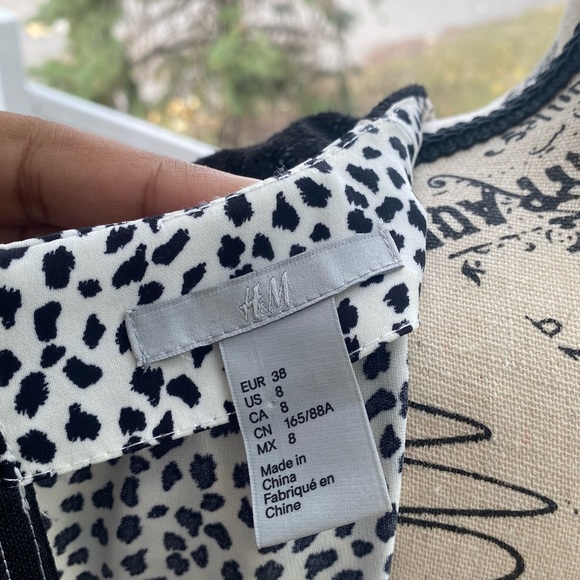 H&M
EUR 38
US 8
CA 8
CN 165/88A
MX 8
Made in
China
Fabriqué en
Chine